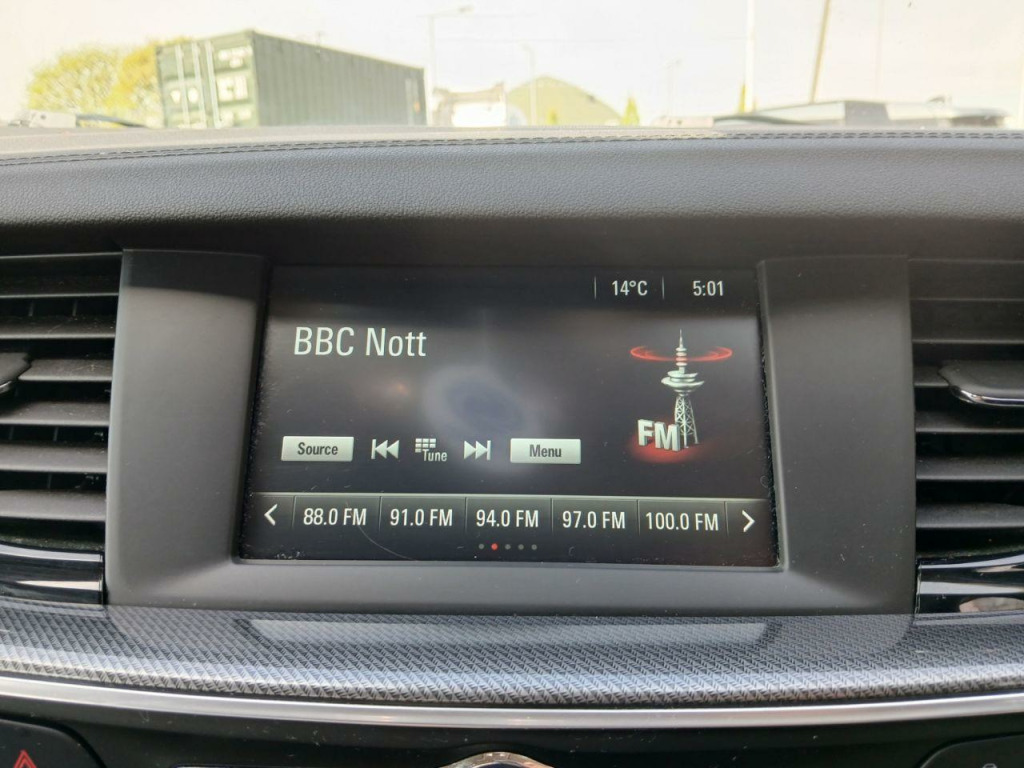 14°C 5:01
BBC Nott
FM
Source Tune Menu
88.0 FM 91.0 FM 94.0 FM 97.0 FM 100.0 FM